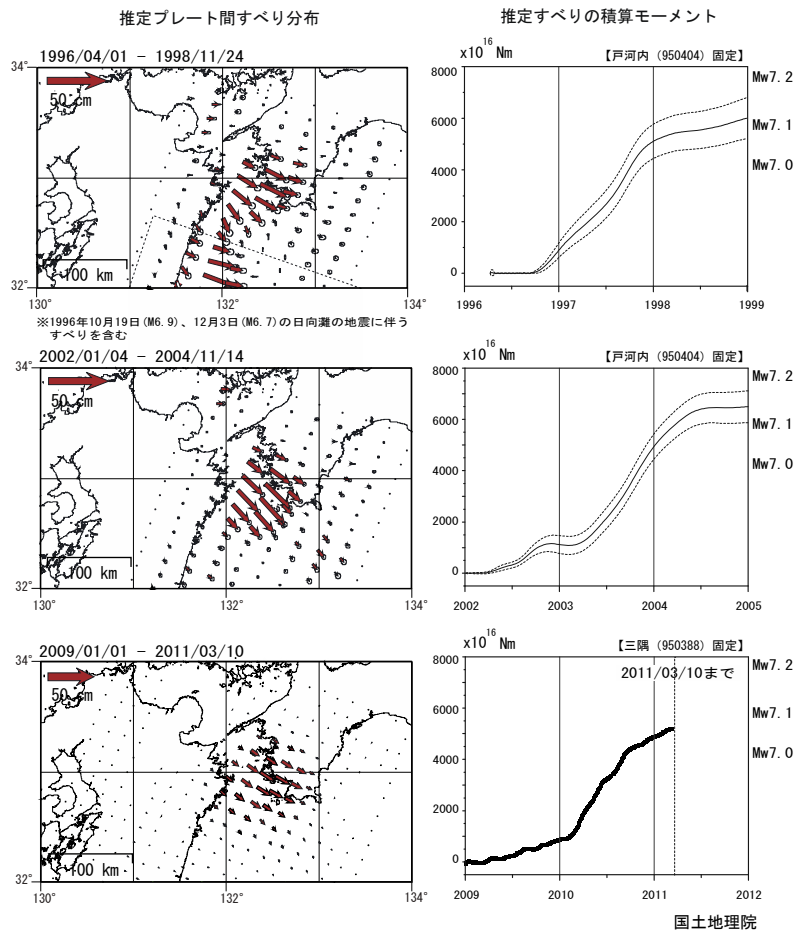 推定プレート間すべり分布
推定すべりの積算モーメント
1996/04/01 - 1998/11/24
34°
50 cm
100 km
32°
130°
132°
134°
※1996年10月19日(M6.9)、12月3日(M6.7)の日向灘の地震に伴う
すべりを含む
x10¹⁶ Nm
【戸河内（950404）固定】
8000
6000
4000
2000
0
Mw7.2
Mw7.1
Mw7.0
1996
1997
1998
1999
2002/01/04 - 2004/11/14
34°
50 cm
100 km
32°
130°
132°
134°
x10¹⁶ Nm
【戸河内（950404）固定】
8000
6000
4000
2000
0
Mw7.2
Mw7.1
Mw7.0
2002
2003
2004
2005
2009/01/01 - 2011/03/10
34°
50 cm
100 km
32°
130°
132°
134°
x10¹⁶ Nm
【三隅（950388）固定】
2011/03/10まで
8000
6000
4000
2000
0
Mw7.2
Mw7.1
Mw7.0
2009
2010
2011
2012
国土地理院